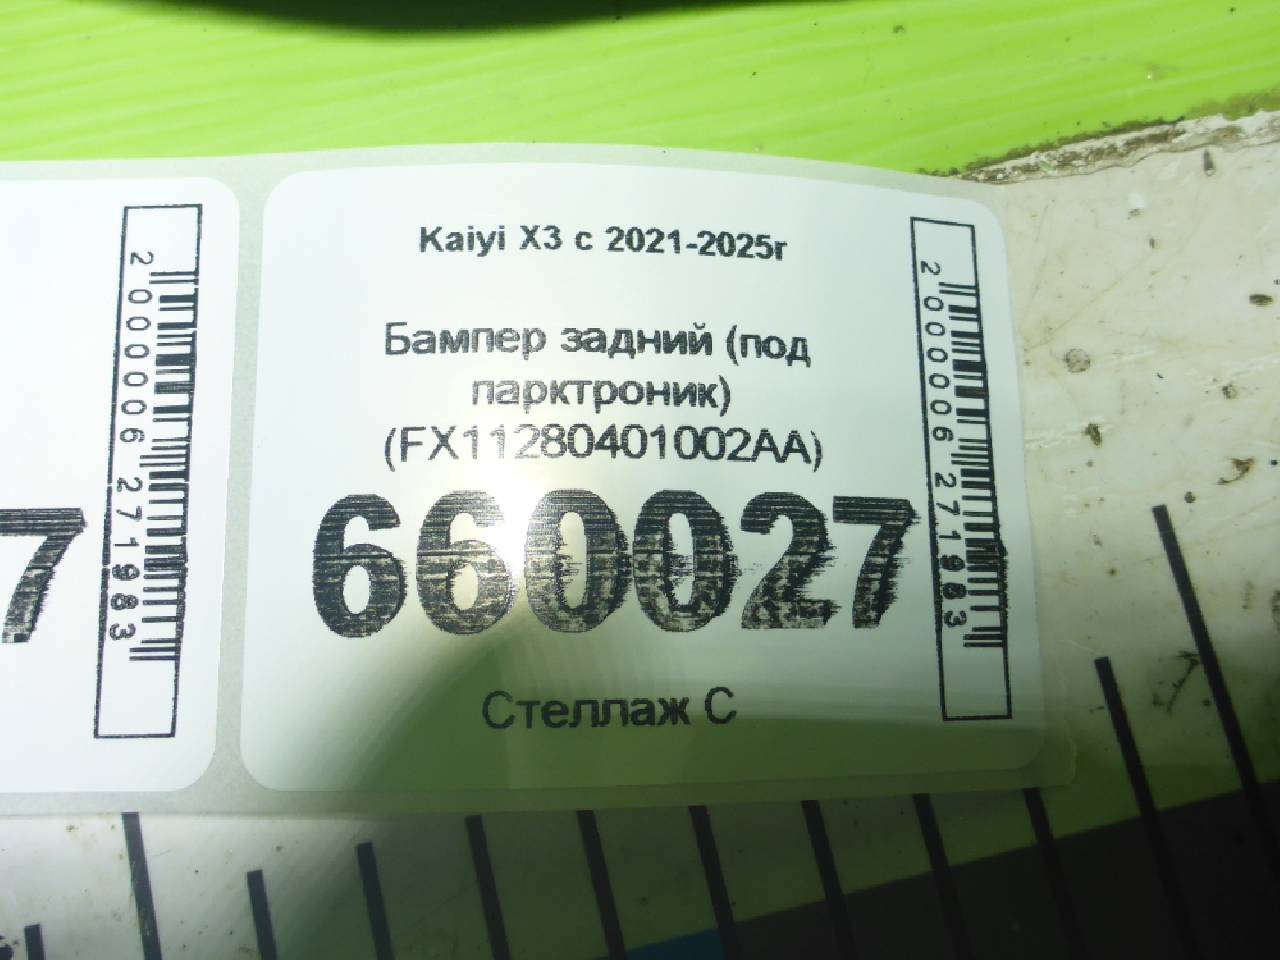 7
2000006271983
Kaiyi X3 с 2021-2025г
Бампер задний (под
парктроник)
(FX11280401002AA)
660027
Стеллаж С
2000006271983